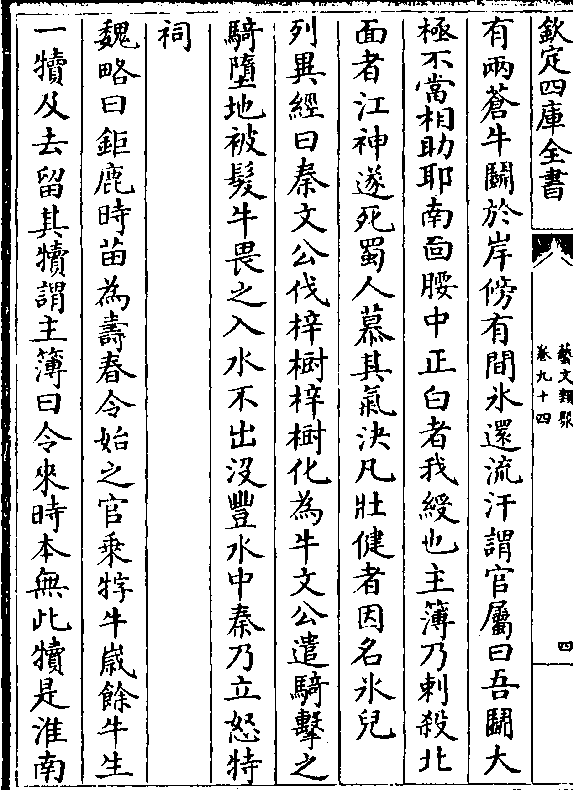 欽定四庫全書
藝文類聚
卷九十四
四
有兩蒼牛鬭於岸傍有間氷還流汗謂官屬曰吾鬭大
極不當相助耶南靣腰中正白者我綬也主簿乃刺殺北
面者江神遂死蜀人慕其氣決凡壯健者因名氷兒
列異經曰秦文公伐梓樹梓樹化為牛文公遣騎擊之
騎墮地被髮牛畏之入水不出沒豐水中秦乃立怒特
祠
魏略曰鉅鹿時苗為壽春令始之官乘牸牛嵗餘牛生
一犢及去留其犢謂主簿曰令來時本無此犢是淮南